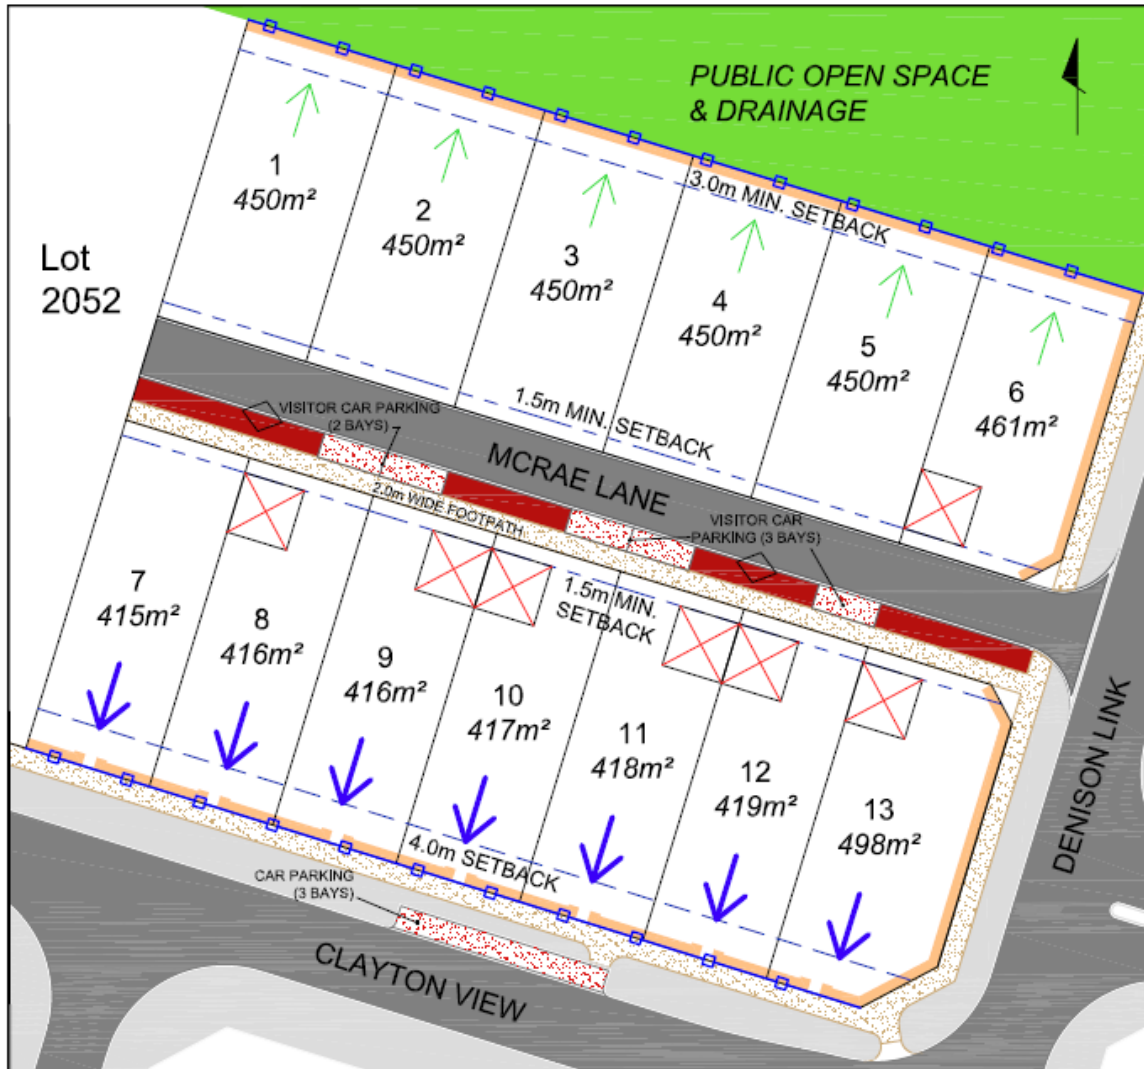 PUBLIC OPEN SPACE
& DRAINAGE
1
450m²
2
450m²
3
450m²
4
450m²
5
450m²
6
461m²
3.0m MIN. SETBACK
Lot
2052
1.5m MIN. SETBACK
VISITOR CAR PARKING
(2 BAYS)
MCRAE LANE
2.0m WIDE FOOTPATH
VISITOR CAR
PARKING (3 BAYS)
1.5m MIN.
SETBACK
7
415m²
8
416m²
9
416m²
10
417m²
11
418m²
12
419m²
13
498m²
4.0m SETBACK
CAR PARKING
(3 BAYS)
CLAYTON VIEW
DENISON LINK